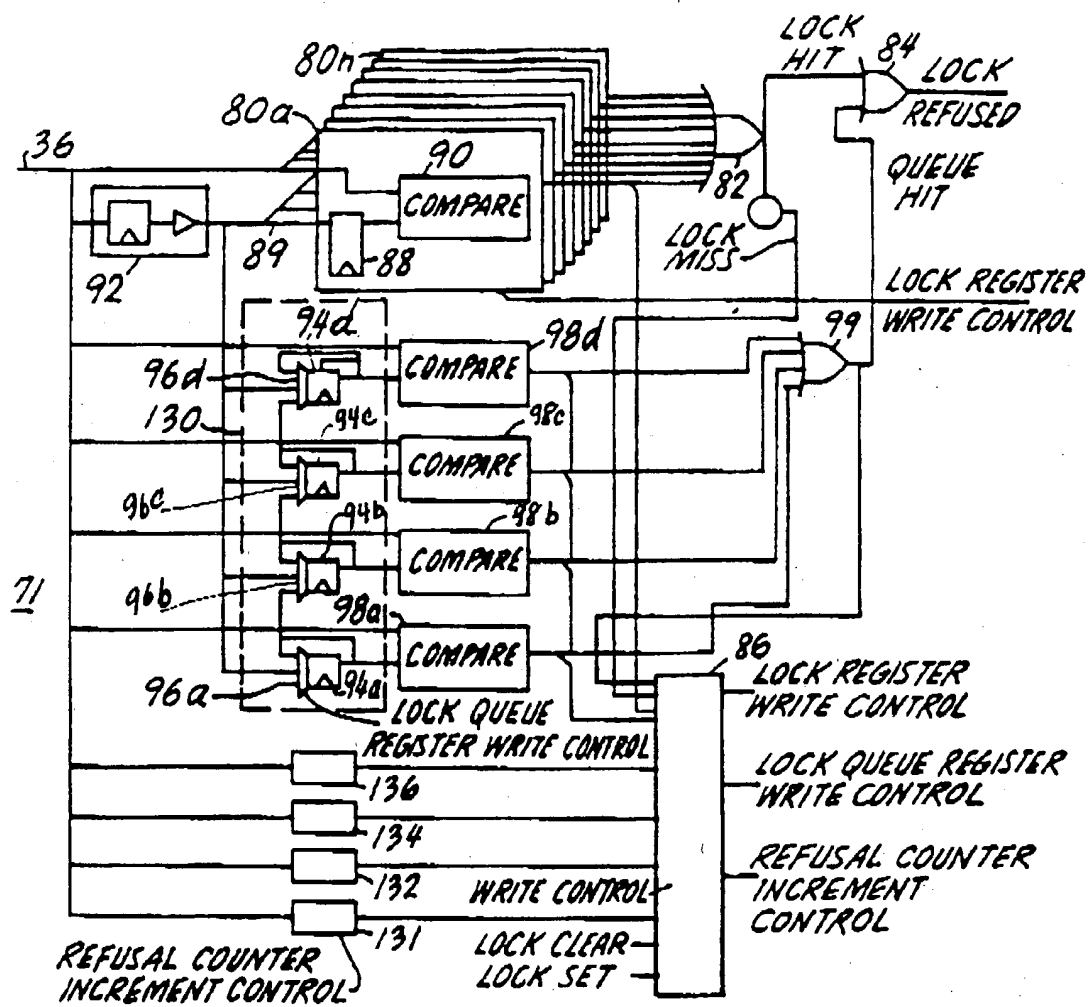 80n
LOCK
HIT
84
LOCK
REFUSED
80a
36
90
COMPARE
82
QUEUE
HIT
92
89
88
LOCK
MISS
LOCK REGISTER
WRITE CONTROL
94d
98d
99
96d
COMPARE
130
94c
98c
COMPARE
96c
94b
98b
COMPARE
96b
71
98a
COMPARE
86
96a
94a
LOCK REGISTER
WRITE CONTROL
LOCK QUEUE
REGISTER WRITE CONTROL
136
LOCK QUEUE REGISTER
WRITE CONTROL
134
132
WRITE CONTROL
REFUSAL COUNTER
INCREMENT
CONTROL
131
LOCK CLEAR
LOCK SET
REFUSAL COUNTER
INCREMENT CONTROL